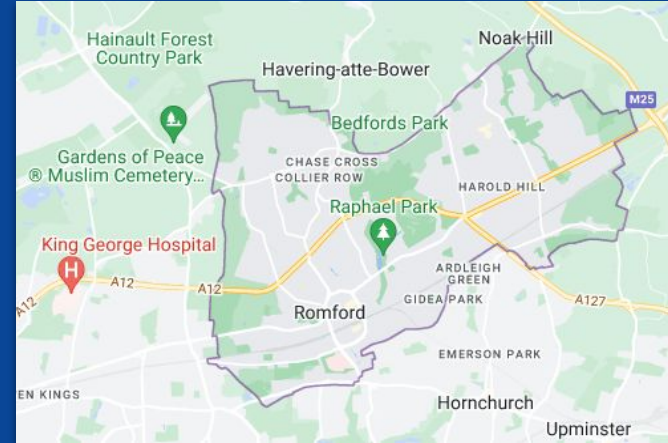 Hainault Forest
Country Park
Noak Hill
Havering-atte-Bower
M25
Bedfords Park
Gardens of Peace
® Muslim Cemetery...
CHASE CROSS
COLLIER ROW
HAROLD HILL
Raphael Park
King George Hospital
H
A12
A12
A12
ARDLEIGH
GREEN
GIDEA PARK
A127
Romford
EMERSON PARK
EN KINGS
Hornchurch
Upminster